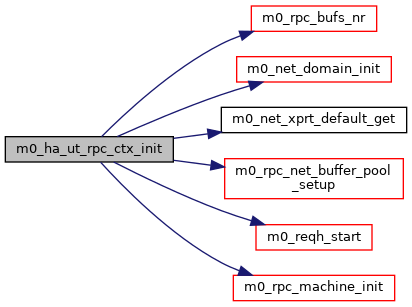 m0_rpc_bufs_nr
m0_net_domain_init
m0_net_xprt_default_get
m0_ha_ut_rpc_ctx_init
m0_rpc_net_buffer_pool
_setup
m0_reqh_start
m0_rpc_machine_init